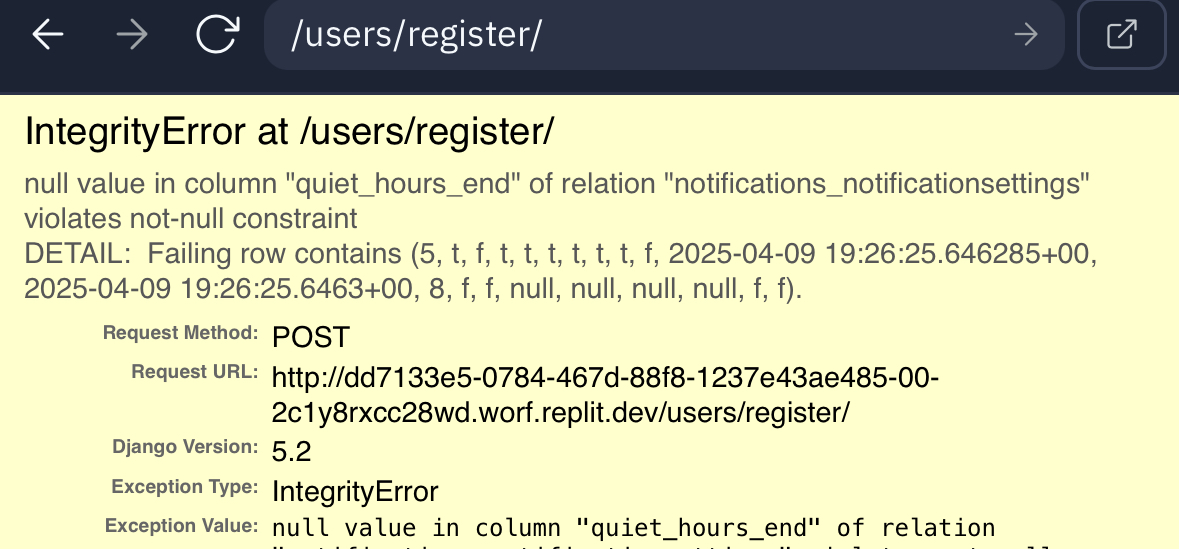 /users/register/
IntegrityError at /users/register/
null value in column "quiet_hours_end" of relation "notifications_notificationsettings"
violates not-null constraint
DETAIL:  Failing row contains (5, t, f, t, t, t, t, t, t, f, 2025-04-09 19:26:25.646285+00,
2025-04-09 19:26:25.6463+00, 8, f, f, null, null, null, null, f, f).
Request Method: POST
Request URL: http://dd7133e5-0784-467d-88f8-1237e43ae485-00-
2c1y8rxcc28wd.worf.replit.dev/users/register/
Django Version: 5.2
Exception Type: IntegrityError
Exception Value: null value in column "quiet_hours_end" of relation